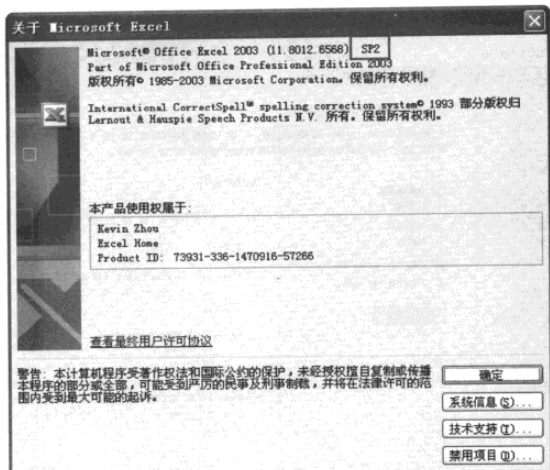 关于 Microsoft Excel
Microsoft® Office Excel 2003 (11.8012.6568) SP2
Part of Microsoft Office Professional Edition 2003
版权所有© 1985-2003 Microsoft Corporation。保留所有权利。
International CorrectSpell™ spelling correction system© 1993 部分版权归
Lernout & Hauspie Speech Products N.V. 所有。保留所有权利。
本产品使用权属于:
Kevin Zhou
Excel Home
Product ID: 73931-336-1470916-57266
查看最终用户许可协议
警告: 本计算机程序受著作权法和国际公约的保护，未经授权擅自复制或传播
本程序的部分或全部，可能受到严厉的民事及刑事制裁，并将在法律许可的范
围内受到最大可能的起诉。
确定
系统信息(S)...
技术支持(T)...
禁用项目(D)...